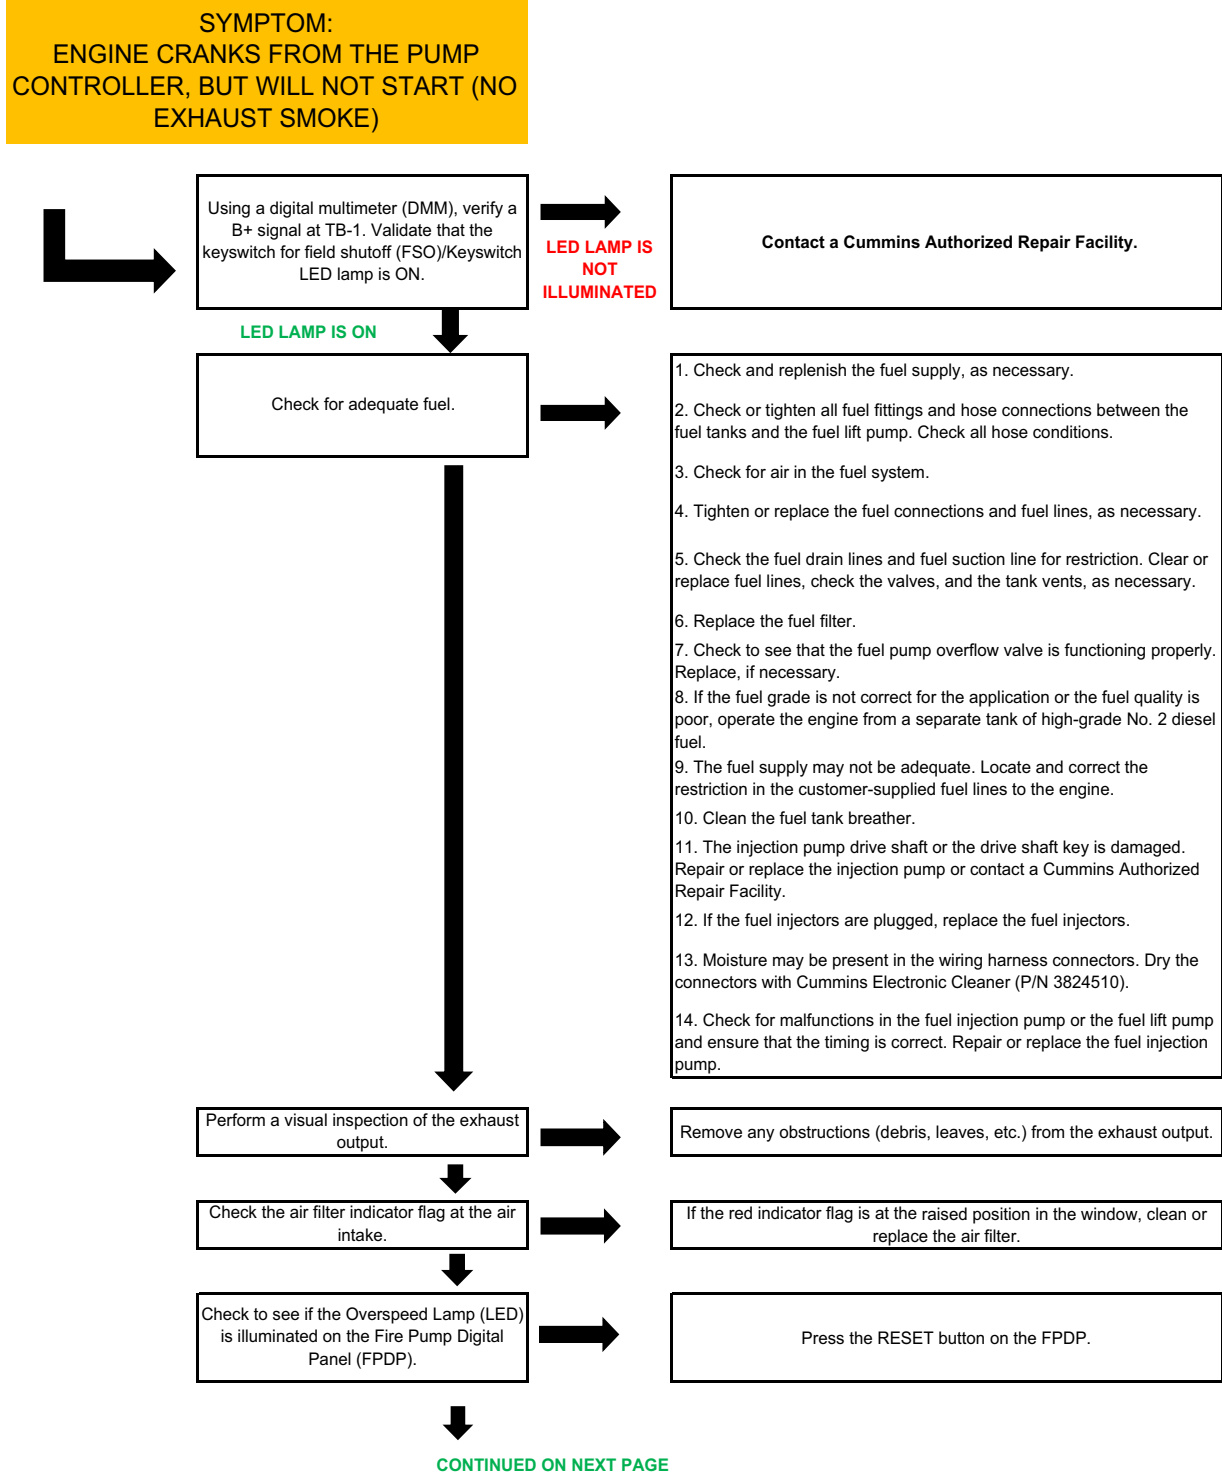 SYMPTOM:
ENGINE CRANKS FROM THE PUMP
CONTROLLER, BUT WILL NOT START (NO
EXHAUST SMOKE)
Using a digital multimeter (DMM), verify a
B+ signal at TB-1. Validate that the
keyswitch for field shutoff (FSO)/Keyswitch
LED lamp is ON.
LED LAMP IS
NOT
ILLUMINATED
Contact a Cummins Authorized Repair Facility.
LED LAMP IS ON
Check for adequate fuel.
1. Check and replenish the fuel supply, as necessary.
2. Check or tighten all fuel fittings and hose connections between the
fuel tanks and the fuel lift pump. Check all hose conditions.
3. Check for air in the fuel system.
4. Tighten or replace the fuel connections and fuel lines, as necessary.
5. Check the fuel drain lines and fuel suction line for restriction. Clear or
replace fuel lines, check the valves, and the tank vents, as necessary.
6. Replace the fuel filter.
7. Check to see that the fuel pump overflow valve is functioning properly.
Replace, if necessary.
8. If the fuel grade is not correct for the application or the fuel quality is
poor, operate the engine from a separate tank of high-grade No. 2 diesel
fuel.
9. The fuel supply may not be adequate. Locate and correct the
restriction in the customer-supplied fuel lines to the engine.
10. Clean the fuel tank breather.
11. The injection pump drive shaft or the drive shaft key is damaged.
Repair or replace the injection pump or contact a Cummins Authorized
Repair Facility.
12. If the fuel injectors are plugged, replace the fuel injectors.
13. Moisture may be present in the wiring harness connectors. Dry the
connectors with Cummins Electronic Cleaner (P/N 3824510).
14. Check for malfunctions in the fuel injection pump or the fuel lift pump
and ensure that the timing is correct. Repair or replace the fuel injection
pump.
Perform a visual inspection of the exhaust
output.
Remove any obstructions (debris, leaves, etc.) from the exhaust output.
Check the air filter indicator flag at the air
intake.
If the red indicator flag is at the raised position in the window, clean or
replace the air filter.
Check to see if the Overspeed Lamp (LED)
is illuminated on the Fire Pump Digital
Panel (FPDP).
Press the RESET button on the FPDP.
CONTINUED ON NEXT PAGE